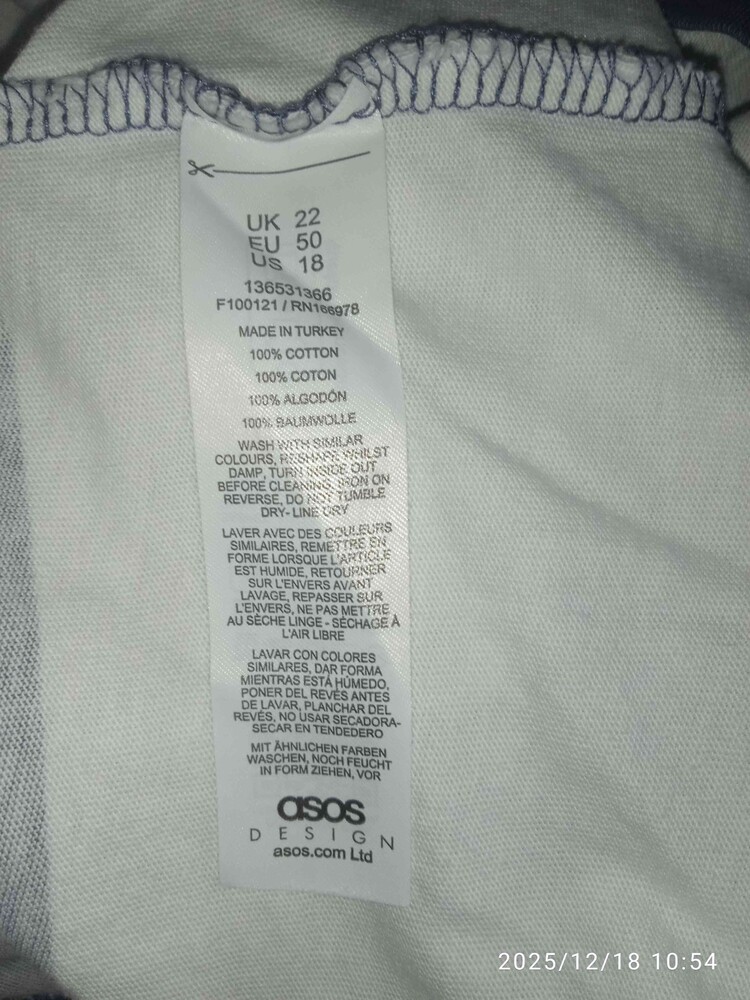 UK 22
EU 50
US 18
136531366
F100121 / RN166978
MADE IN TURKEY
100% COTTON
100% COTON
100% ALGODÓN
100% BAUMWOLLE
WASH WITH SIMILAR
COLOURS, RESHAPE WHILST
DAMP, TURN INSIDE OUT
BEFORE CLEANING, IRON ON
REVERSE, DO NOT TUMBLE
DRY- LINE DRY
LAVER AVEC DES COULEURS
SIMILAIRES, REMETTRE EN
FORME LORSQUE L'ARTICLE
EST HUMIDE, RETOURNER
SUR L'ENVERS AVANT
LAVAGE, REPASSER SUR
L'ENVERS, NE PAS METTRE
AU SÈCHE LINGE - SÉCHAGE À
L'AIR LIBRE
LAVAR CON COLORES
SIMILARES, DAR FORMA
MIENTRAS ESTÁ HÚMEDO,
PONER DEL REVÉS ANTES
DE LAVAR, PLANCHAR DEL
REVÉS, NO USAR SECADORA-
SECAR EN TENDEDERO
MIT ÄHNLICHEN FARBEN
WASCHEN, NOCH FEUCHT
IN FORM ZIEHEN, VOR
asos
DESIGN
asos.com Ltd
2025/12/18 10:54